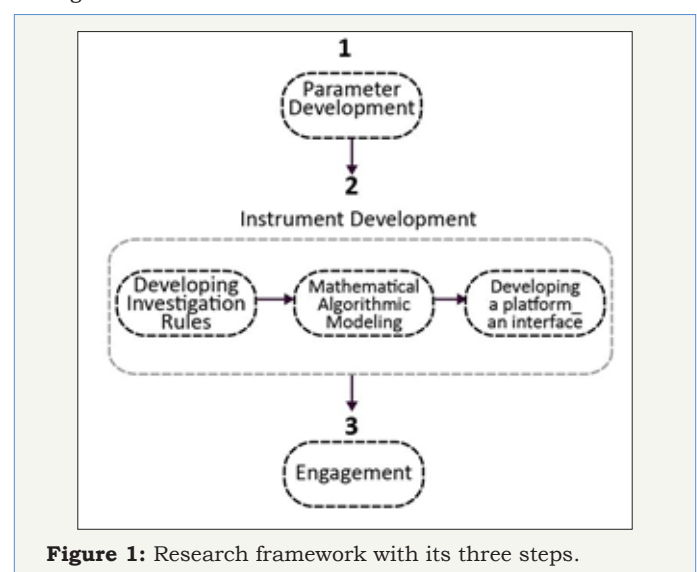 1
Parameter
Development
2
Instrument Development
Developing
Investigation
Rules
Mathematical
Algorithmic
Modeling
Developing
a platform_
an interface
3
Engagement
Figure 1: Research framework with its three steps.